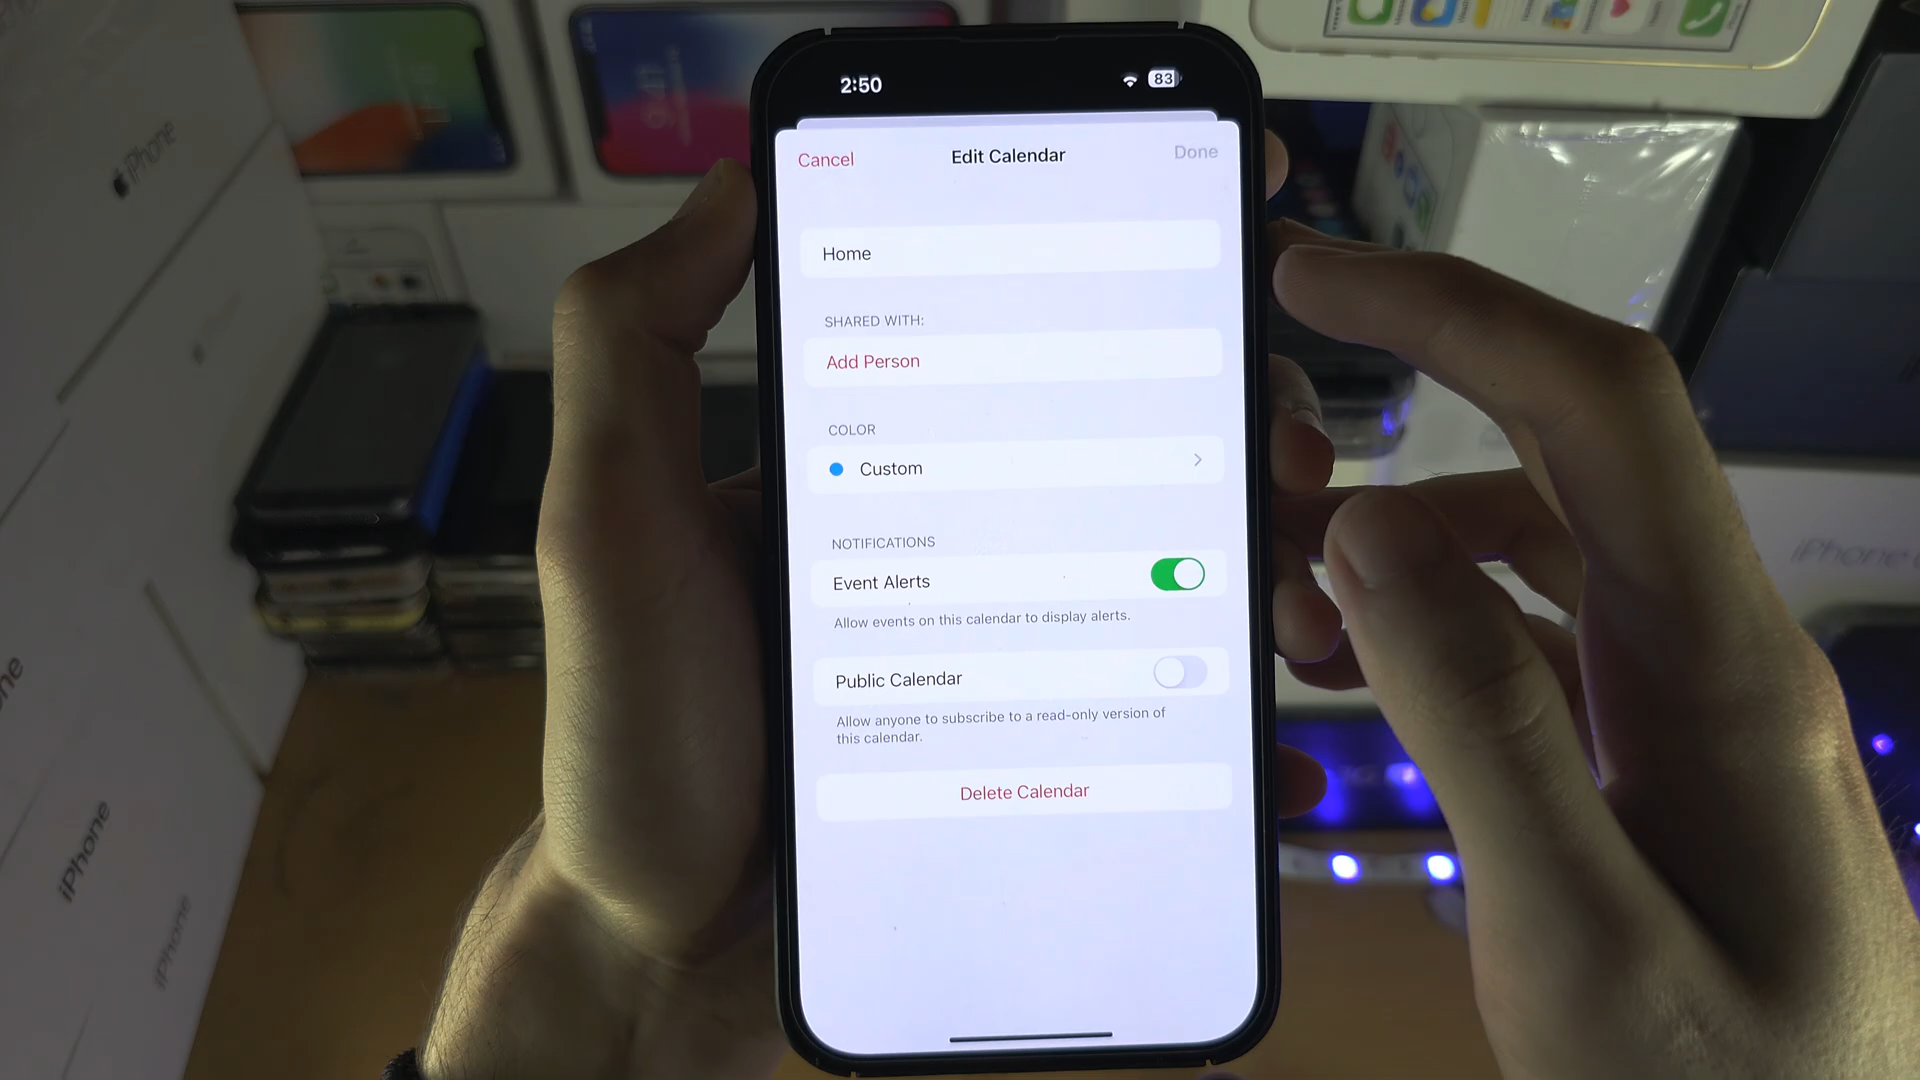 2:50
83
Cancel
Edit Calendar
Done
Home
SHARED WITH:
Add Person
COLOR
Custom
NOTIFICATIONS
Event Alerts
Allow events on this calendar to display alerts.
Public Calendar
Allow anyone to subscribe to a read-only version of
this calendar.
Delete Calendar
iPhone
iPhone
iPhone
iPhone